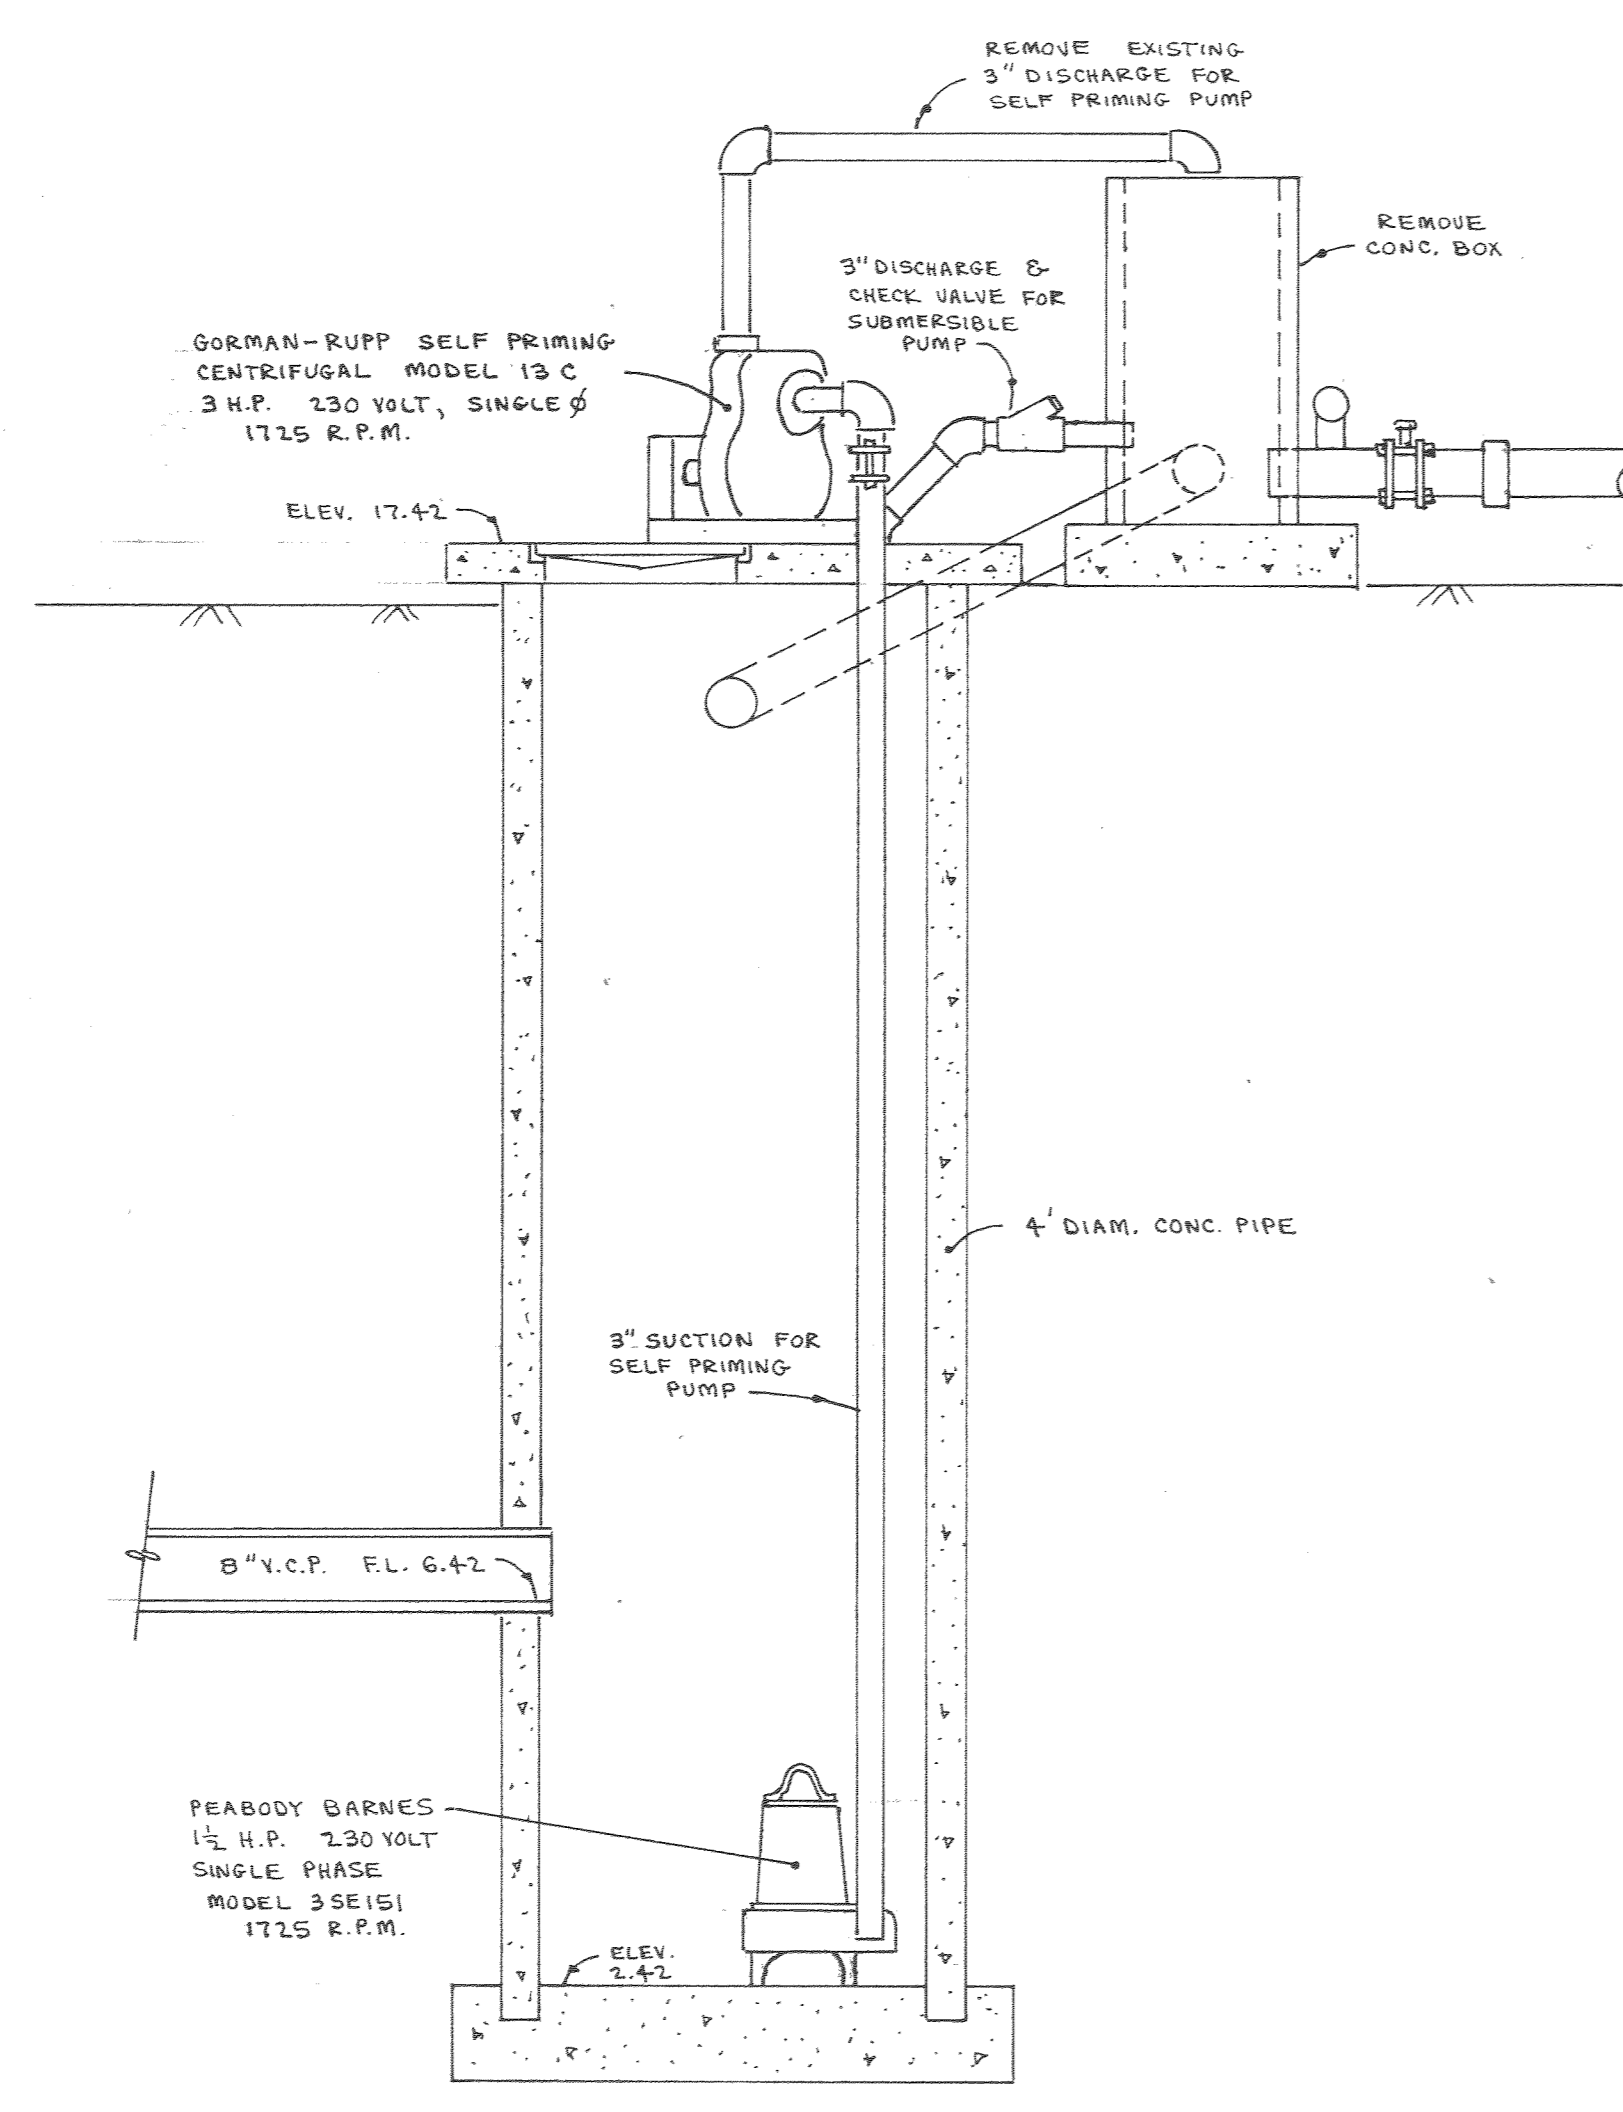 REMOVE EXISTING
3" DISCHARGE FOR
SELF PRIMING PUMP
REMOVE
CONC. BOX
3" DISCHARGE &
CHECK VALVE FOR
SUBMERSIBLE
PUMP
GORMAN-RUPP SELF PRIMING
CENTRIFUGAL MODEL 13 C
3 H.P. 230 VOLT, SINGLE Ø
1725 R.P.M.
ELEV. 17.42
4' DIAM. CONC. PIPE
3" SUCTION FOR
SELF PRIMING
PUMP
8" V.C.P. F.L. 6.42
PEABODY BARNES
1½ H.P. 230 VOLT
SINGLE PHASE
MODEL 3SE151
1725 R.P.M.
ELEV.
2.42